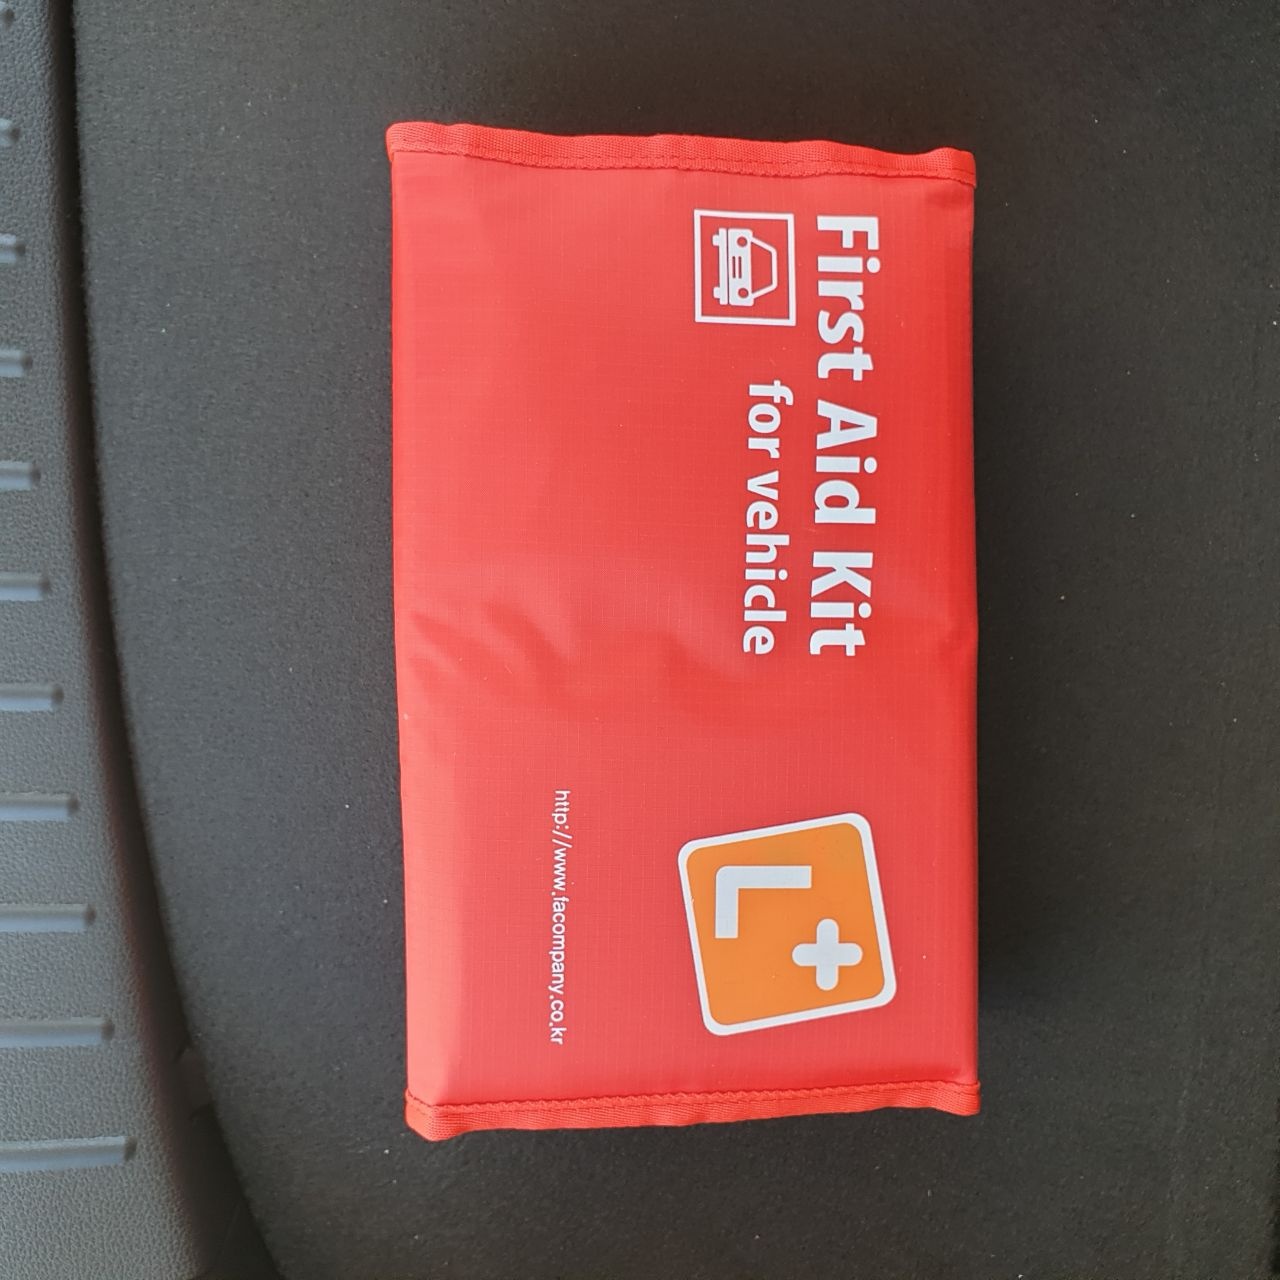 First Aid Kit
for vehicle
L+
http://www.facompany.co.kr